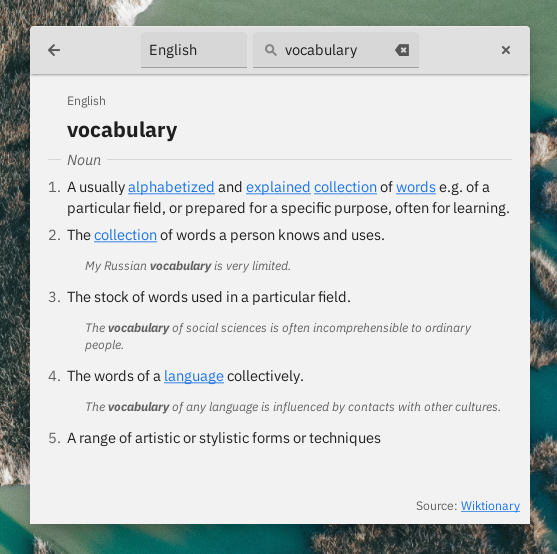 English
vocabulary
English
vocabulary
Noun
1. A usually alphabetized and explained collection of words e.g. of a
particular field, or prepared for a specific purpose, often for learning.
2. The collection of words a person knows and uses.
My Russian vocabulary is very limited.
3. The stock of words used in a particular field.
The vocabulary of social sciences is often incomprehensible to ordinary
people.
4. The words of a language collectively.
The vocabulary of any language is influenced by contacts with other cultures.
5. A range of artistic or stylistic forms or techniques
Source: Wiktionary